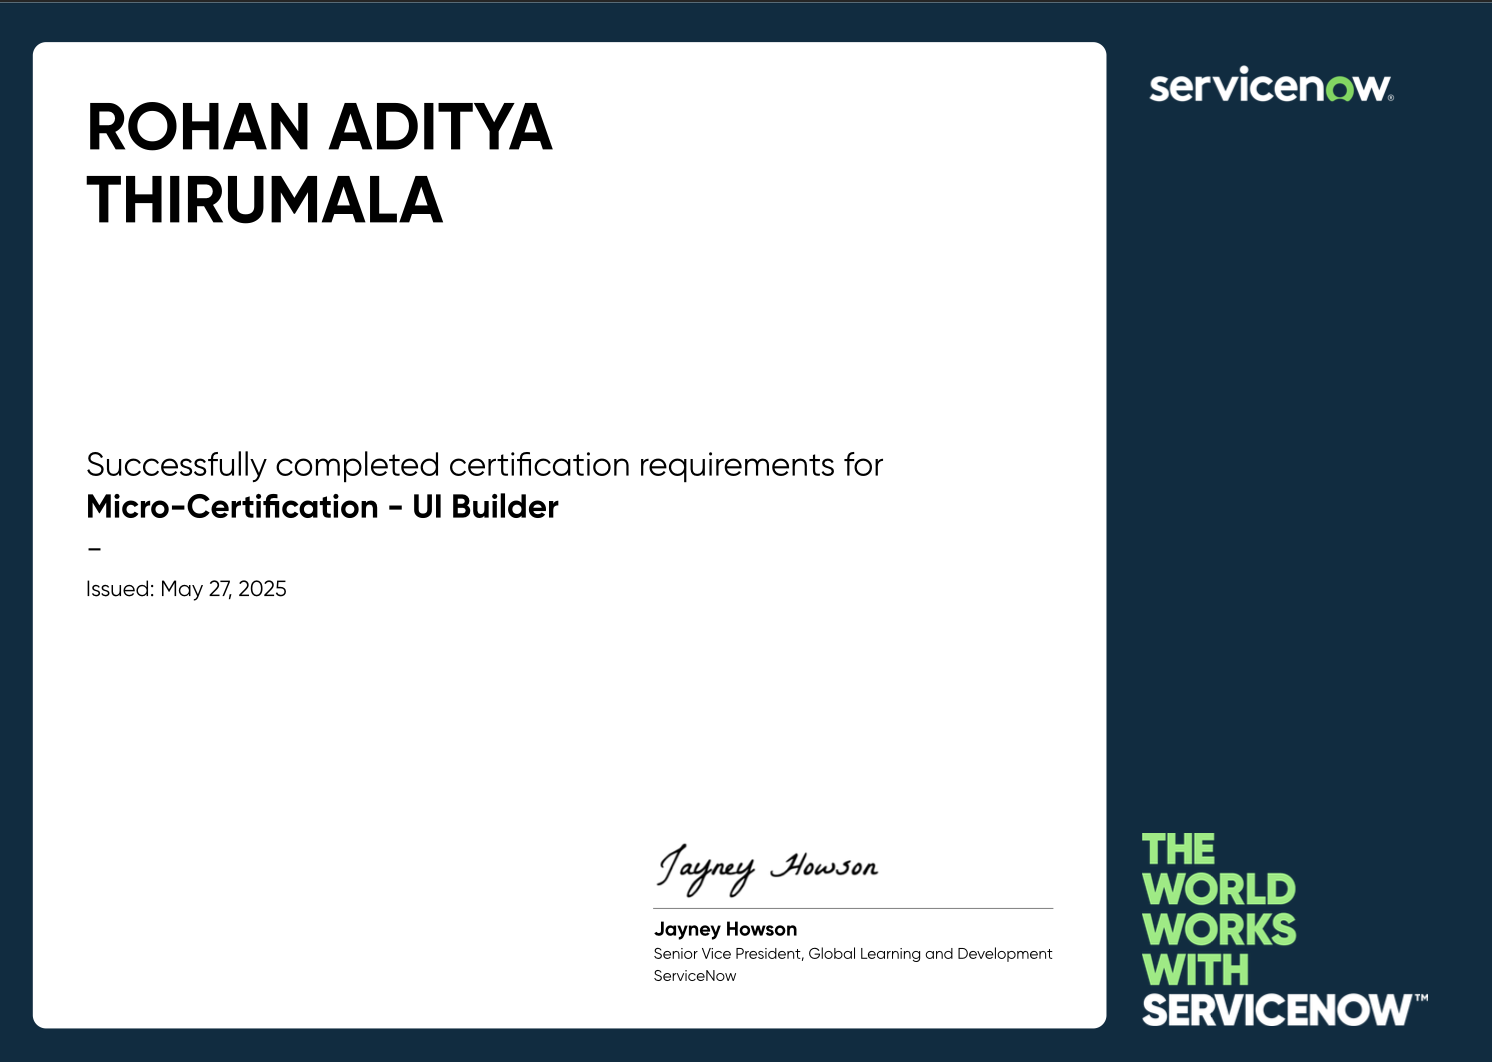 ROHAN ADITYA
THIRUMALA
Successfully completed certification requirements for
Micro-Certification - UI Builder
–
Issued: May 27, 2025
Jayney Howson
Jayney Howson
Senior Vice President, Global Learning and Development
ServiceNow
servicenow®
THE
WORLD
WORKS
WITH
SERVICENOW™